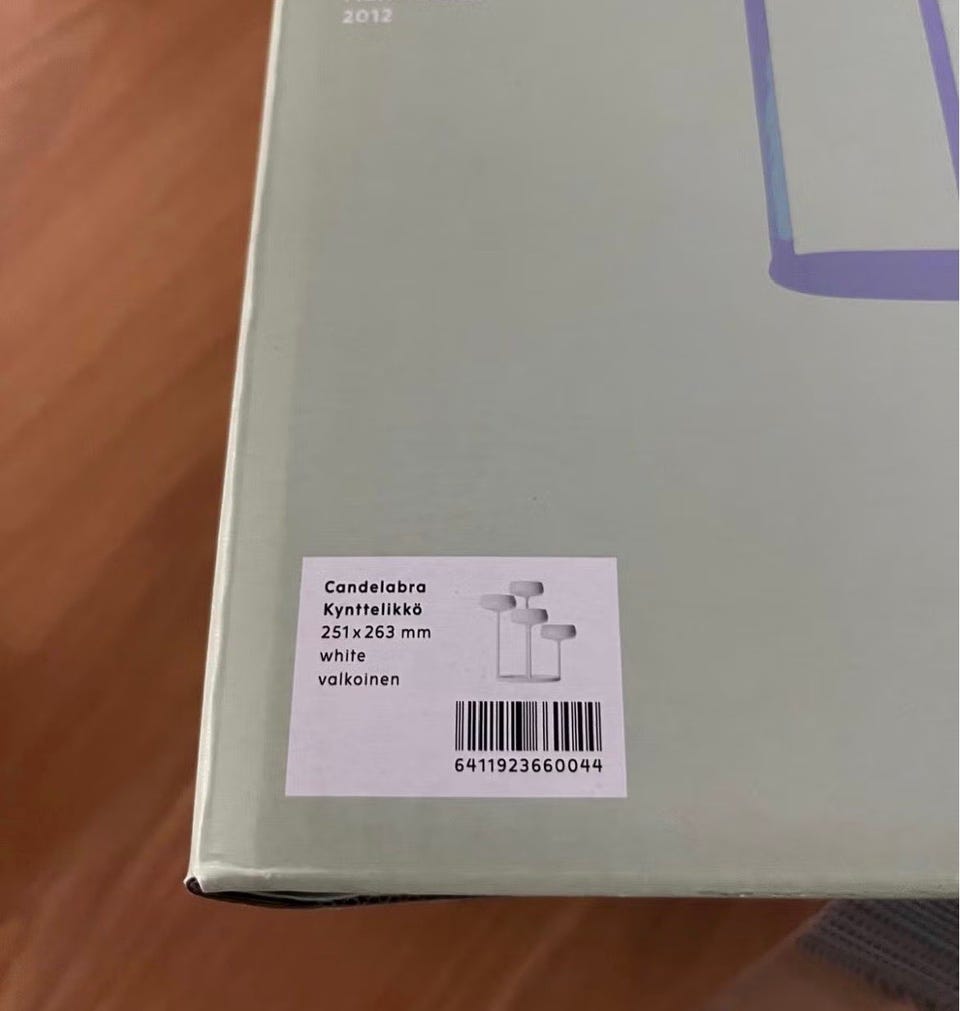 2012
Candelabra
Kynttelikkö
251 x 263 mm
white
valkoinen
6411923660044